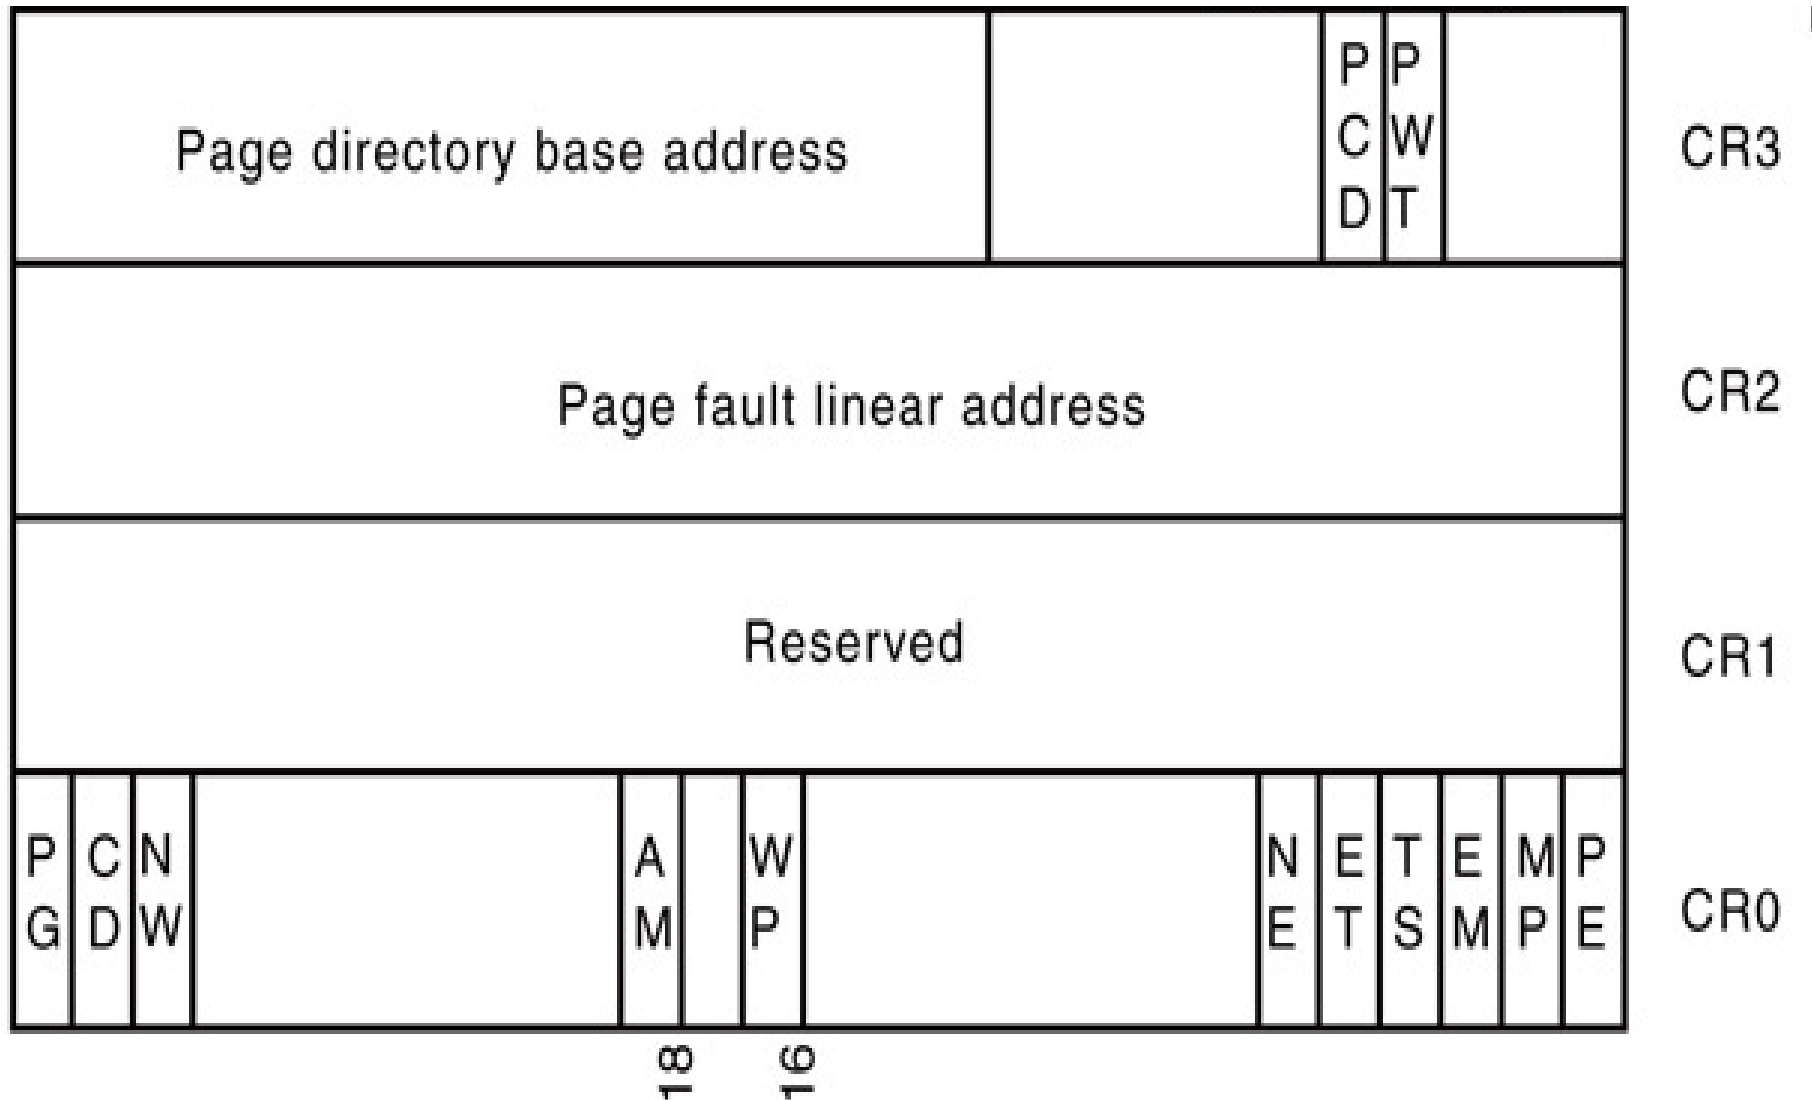 Page directory base address
P
C
D
P
W
T
CR3
Page fault linear address
CR2
Reserved
CR1
P
G
C
D
N
W
A
M
W
P
N
E
E
T
T
S
E
M
M
P
P
E
CR0
18
16